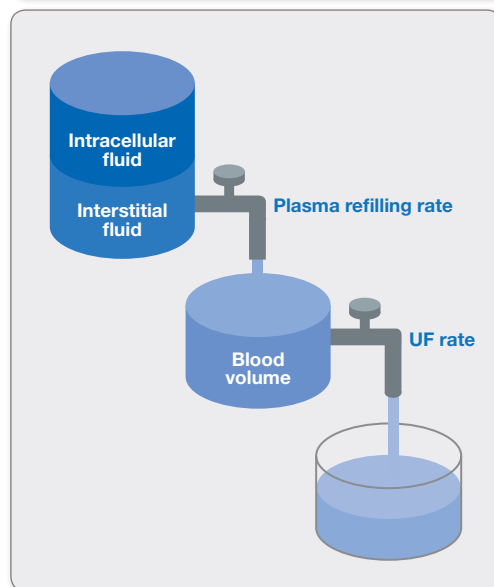 Intracellular
fluid
Interstitial
fluid
Plasma refilling rate
Blood
volume
UF rate